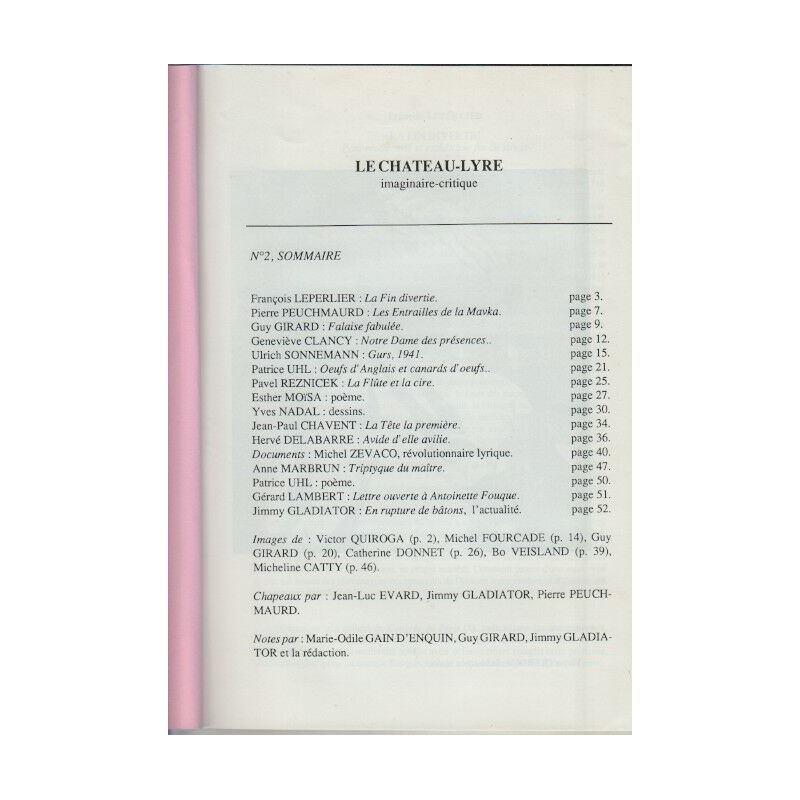 LE CHATEAU-LYRE
imaginaire-critique
N°2, SOMMAIRE
François LEPERLIER : La Fin divertie. page 3.
Pierre PEUCHMAURD : Les Entrailles de la Mavka. page 7.
Guy GIRARD : Falaise fabulée. page 9.
Geneviève CLANCY : Notre Dame des présences.. page 12.
Ulrich SONNEMANN : Gurs, 1941. page 15.
Patrice UHL : Oeufs d'Anglais et canards d'oeufs.. page 21.
Pavel REZNICEK : La Flûte et la cire. page 25.
Esther MOïSA : poème. page 27.
Yves NADAL : dessins. page 30.
Jean-Paul CHAVENT : La Tête la première. page 34.
Hervé DELABARRE : Avide d'elle avilie. page 36.
Documents : Michel ZEVACO, révolutionnaire lyrique. page 40.
Anne MARBRUN : Triptyque du maître. page 47.
Patrice UHL : poème. page 50.
Gérard LAMBERT : Lettre ouverte à Antoinette Fouque. page 51.
Jimmy GLADIATOR : En rupture de bâtons, l'actualité. page 52.
Images de : Victor QUIROGA (p. 2), Michel FOURCADE (p. 14), Guy
GIRARD (p. 20), Catherine DONNET (p. 26), Bo VEISLAND (p. 39),
Micheline CATTY (p. 46).
Chapeaux par : Jean-Luc EVARD, Jimmy GLADIATOR, Pierre PEUCH-
MAURD.
Notes par : Marie-Odile GAIN D'ENQUIN, Guy GIRARD, Jimmy GLADIA-
TOR et la rédaction.